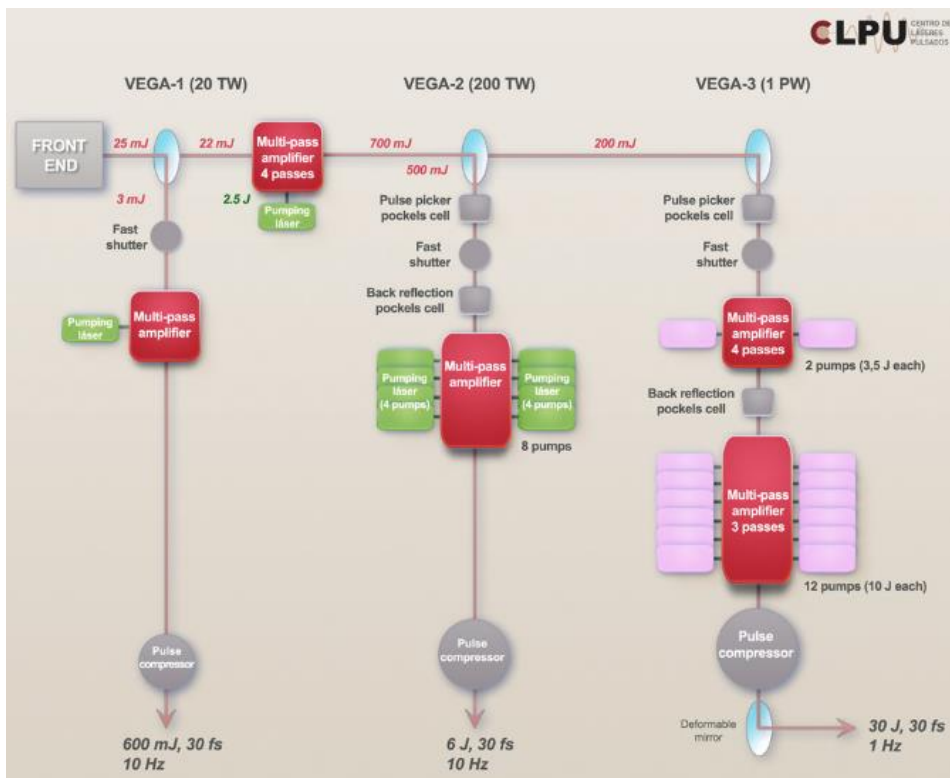 CLPU
CENTRO DE
LÁSERES
PULSADOS
VEGA-1 (20 TW)
VEGA-2 (200 TW)
VEGA-3 (1 PW)
FRONT
END
25 mJ
22 mJ
Multi-pass
amplifier
4 passes
700 mJ
200 mJ
500 mJ
3 mJ
2.5 J
Pumping
láser
Fast
shutter
Pumping
láser
Multi-pass
amplifier
Pulse
compressor
600 mJ, 30 fs
10 Hz
Pulse picker
pockels cell
Fast
shutter
Back reflection
pockels cell
Pumping
láser
(4 pumps)
Multi-pass
amplifier
Pumping
láser
(4 pumps)
8 pumps
Pulse
compressor
6 J, 30 fs
10 Hz
Pulse picker
pockels cell
Fast
shutter
Multi-pass
amplifier
4 passes
2 pumps (3,5 J each)
Back reflection
pockels cell
Multi-pass
amplifier
3 passes
12 pumps (10 J each)
Pulse
compressor
Deformable
mirror
30 J, 30 fs
1 Hz